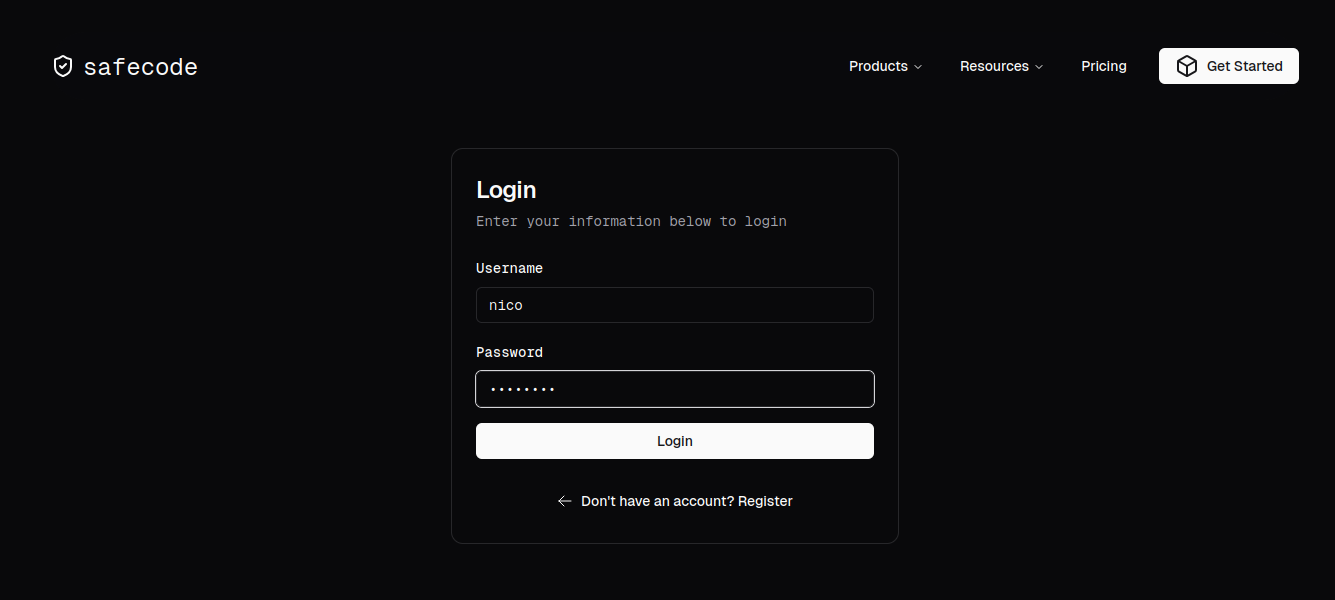 safecode
Products
Resources
Pricing
Get Started
Login
Enter your information below to login
Username
nico
Password
••••••••
Login
Don't have an account? Register